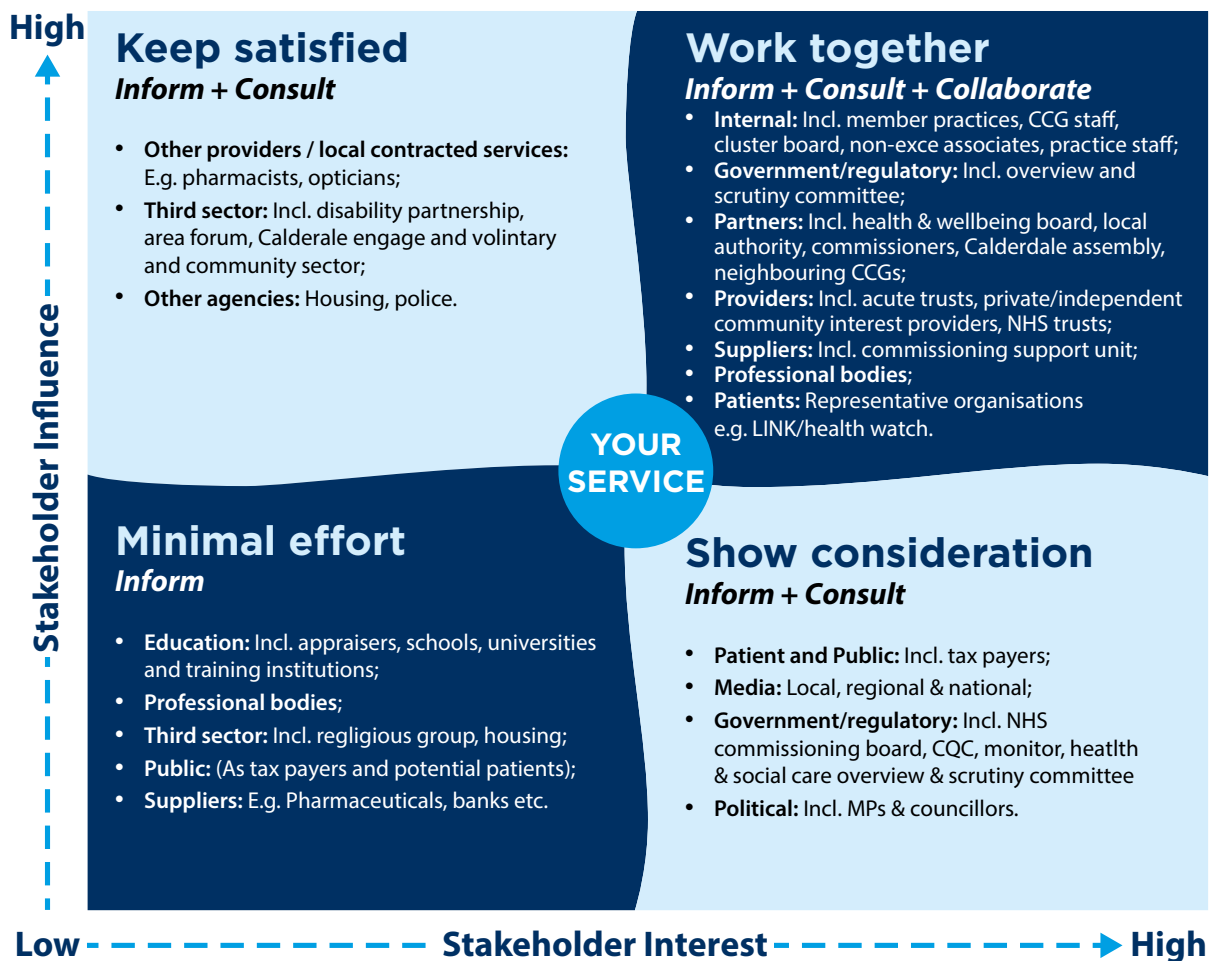 High
Stakeholder Influence
Keep satisfied
Inform + Consult
• Other providers / local contracted services:
E.g. pharmacists, opticians;
• Third sector: Incl. disability partnership,
area forum, Calderale engage and volintary
and community sector;
• Other agencies: Housing, police.
Work together
Inform + Consult + Collaborate
• Internal: Incl. member practices, CCG staff,
cluster board, non-exce associates, practice staff;
• Government/regulatory: Incl. overview and
scrutiny committee;
• Partners: Incl. health & wellbeing board, local
authority, commissioners, Calderdale assembly,
neighbouring CCGs;
• Providers: Incl. acute trusts, private/independent
community interest providers, NHS trusts;
• Suppliers: Incl. commissioning support unit;
• Professional bodies;
• Patients: Representative organisations
e.g. LINK/health watch.
YOUR
SERVICE
Minimal effort
Inform
• Education: Incl. appraisers, schools, universities
and training institutions;
• Professional bodies;
• Third sector: Incl. regligious group, housing;
• Public: (As tax payers and potential patients);
• Suppliers: E.g. Pharmaceuticals, banks etc.
Show consideration
Inform + Consult
• Patient and Public: Incl. tax payers;
• Media: Local, regional & national;
• Government/regulatory: Incl. NHS
commissioning board, CQC, monitor, heatlth
& social care overview & scrutiny committee
• Political: Incl. MPs & councillors.
Low
Stakeholder Interest
High